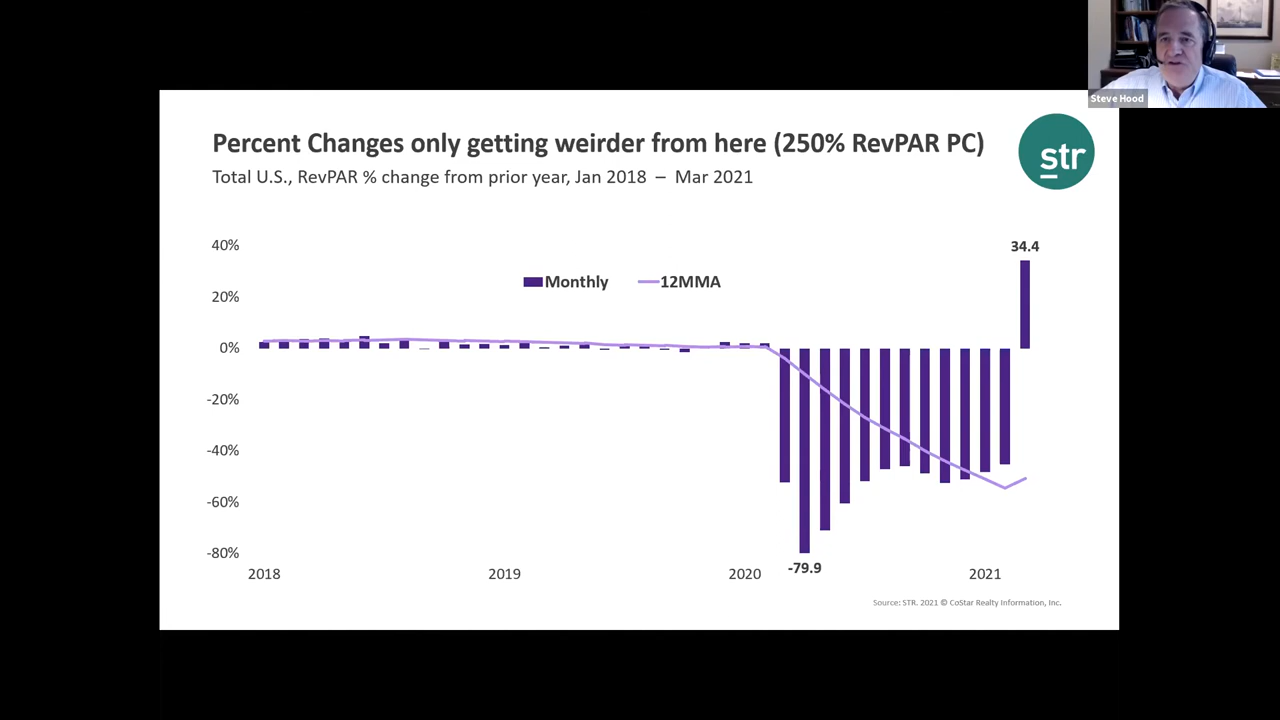 Steve Hood
Percent Changes only getting weirder from here (250% RevPAR PC)
Total U.S., RevPAR % change from prior year, Jan 2018 – Mar 2021
str
40%
20%
0%
-20%
-40%
-60%
-80%
Monthly
12MMA
34.4
-79.9
2018
2019
2020
2021
Source: STR. 2021 © CoStar Realty Information, Inc.